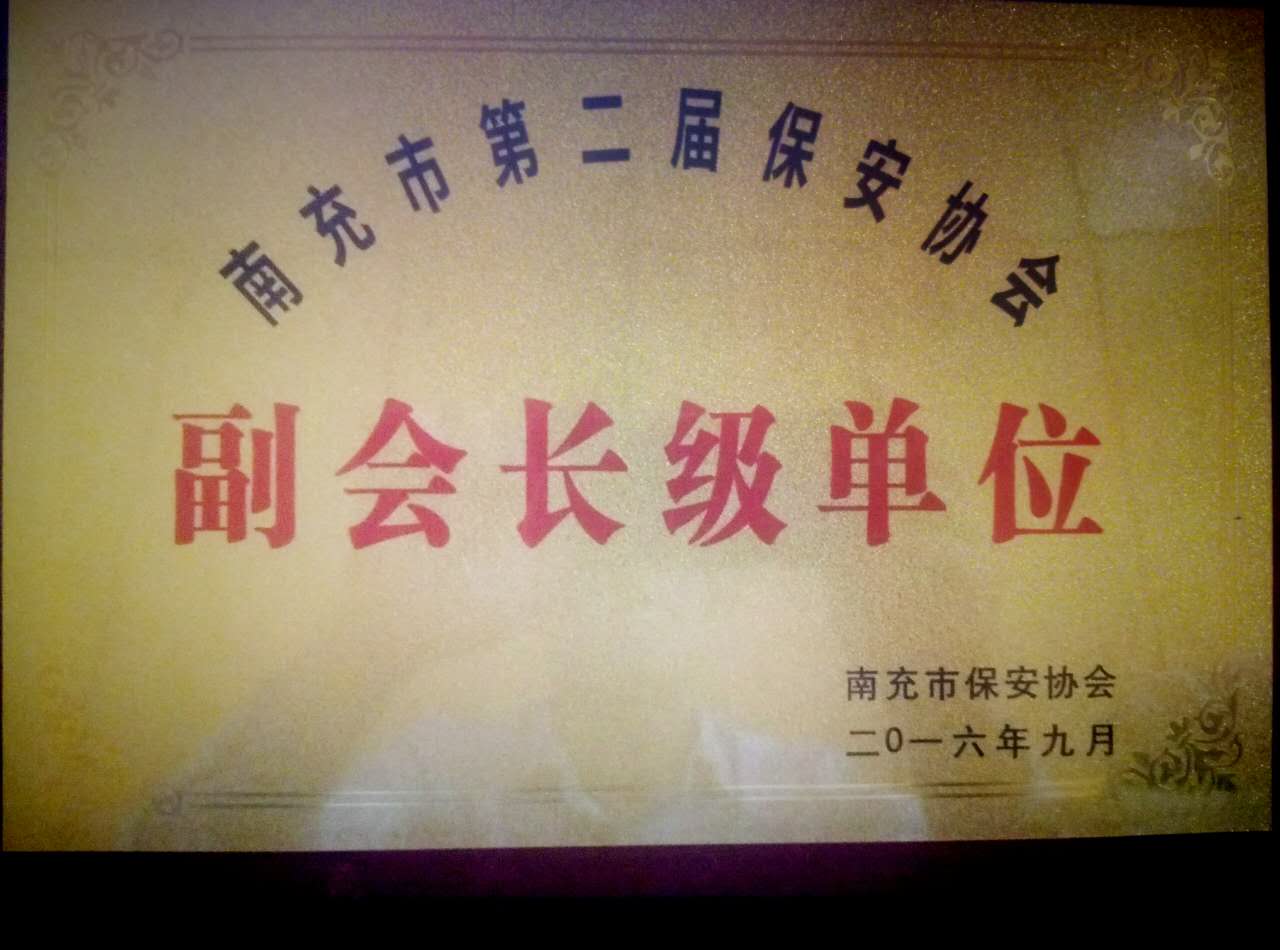 南充市第二届保安协会
副会长级单位
南充市保安协会
二0一六年九月